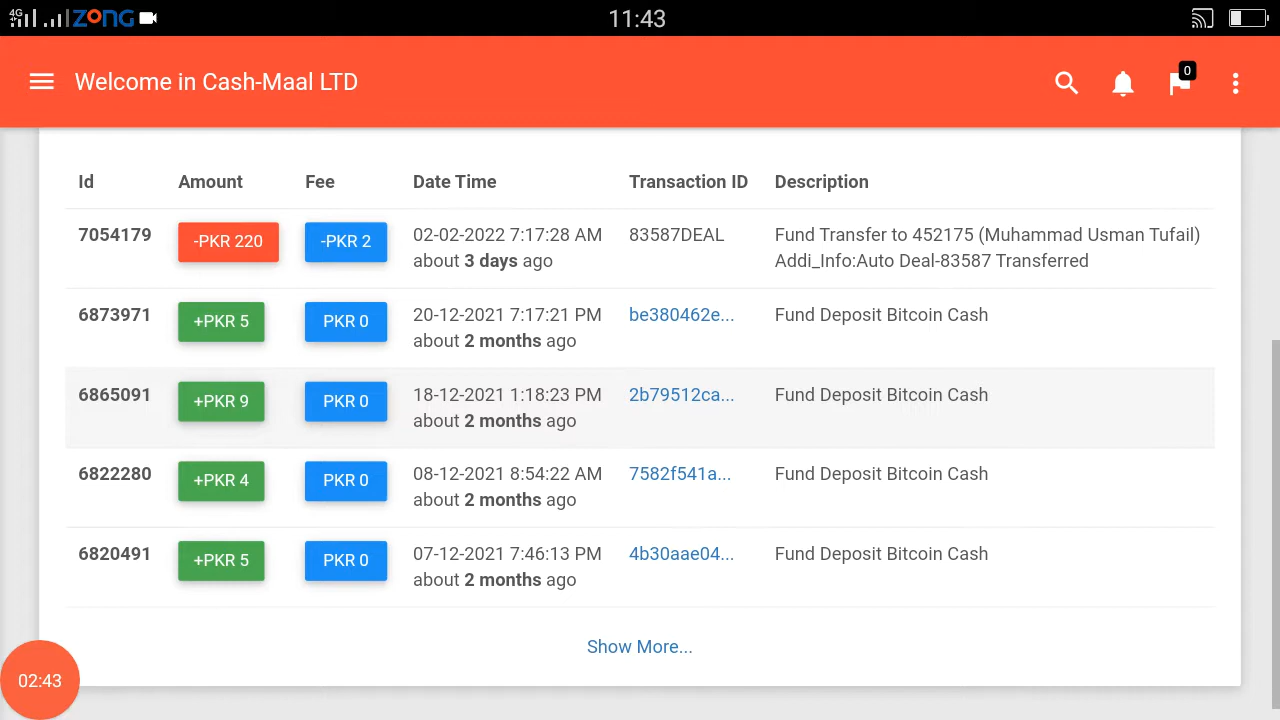 4G ZONG 11:43
Welcome in Cash-Maal LTD 0
Id Amount Fee Date Time Transaction ID Description
7054179 -PKR 220 -PKR 2 02-02-2022 7:17:28 AM 83587DEAL Fund Transfer to 452175 (Muhammad Usman Tufail)
about 3 days ago Addi_Info:Auto Deal-83587 Transferred
6873971 +PKR 5 PKR 0 20-12-2021 7:17:21 PM be380462e... Fund Deposit Bitcoin Cash
about 2 months ago
6865091 +PKR 9 PKR 0 18-12-2021 1:18:23 PM 2b79512ca... Fund Deposit Bitcoin Cash
about 2 months ago
6822280 +PKR 4 PKR 0 08-12-2021 8:54:22 AM 7582f541a... Fund Deposit Bitcoin Cash
about 2 months ago
6820491 +PKR 5 PKR 0 07-12-2021 7:46:13 PM 4b30aae04... Fund Deposit Bitcoin Cash
about 2 months ago
Show More...
02:43